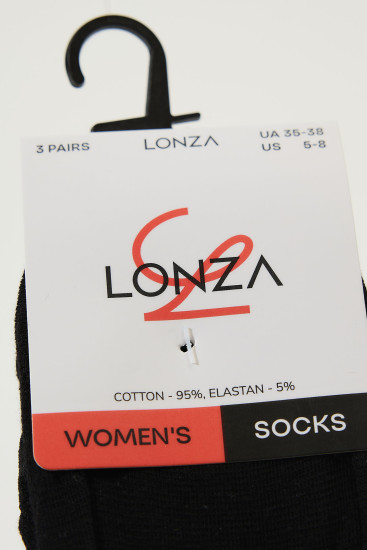 3 PAIRS LONZA UA 35-38
US 5-8
LONZA
COTTON - 95%, ELASTAN - 5%
WOMEN'S SOCKS